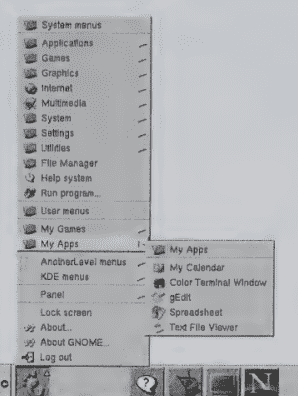 System menus
Applications
Games
Graphics
Internet
Multimedia
System
Settings
Utilities
File Manager
Help system
Run program...
User menus
My Games
My Apps
My Apps
AnotherLevel menus
My Calendar
KDE menus
Color Terminal Window
gEdit
Panel
Spreadsheet
Lock screen
Text File Viewer
About...
About GNOME...
Log out
?
N